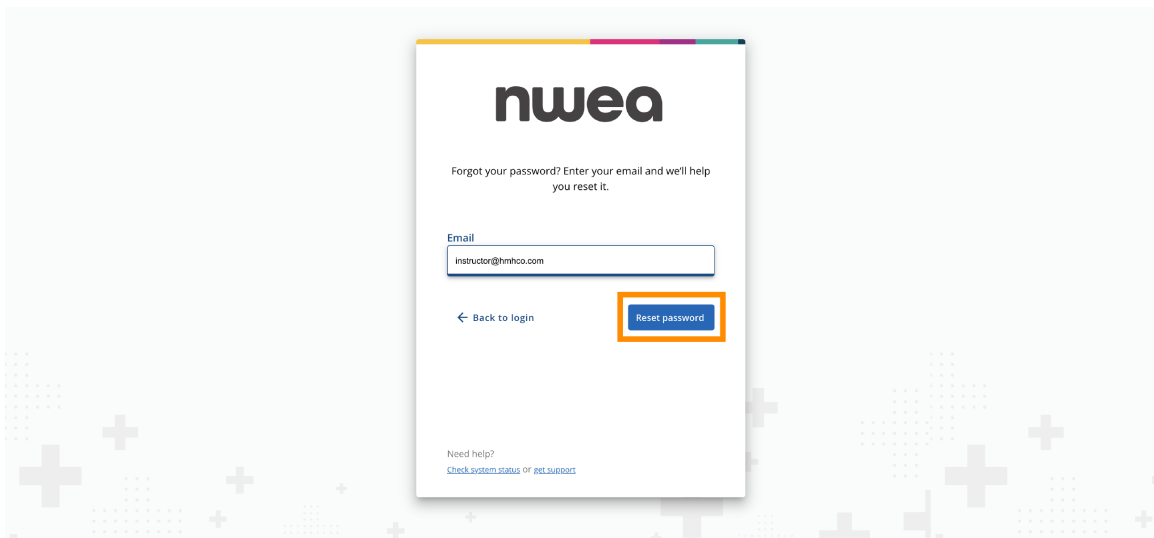 nwea
Forgot your password? Enter your email and we'll help
you reset it.
Email
instructor@hmhco.com
← Back to login
Reset password
Need help?
Check system status or get support